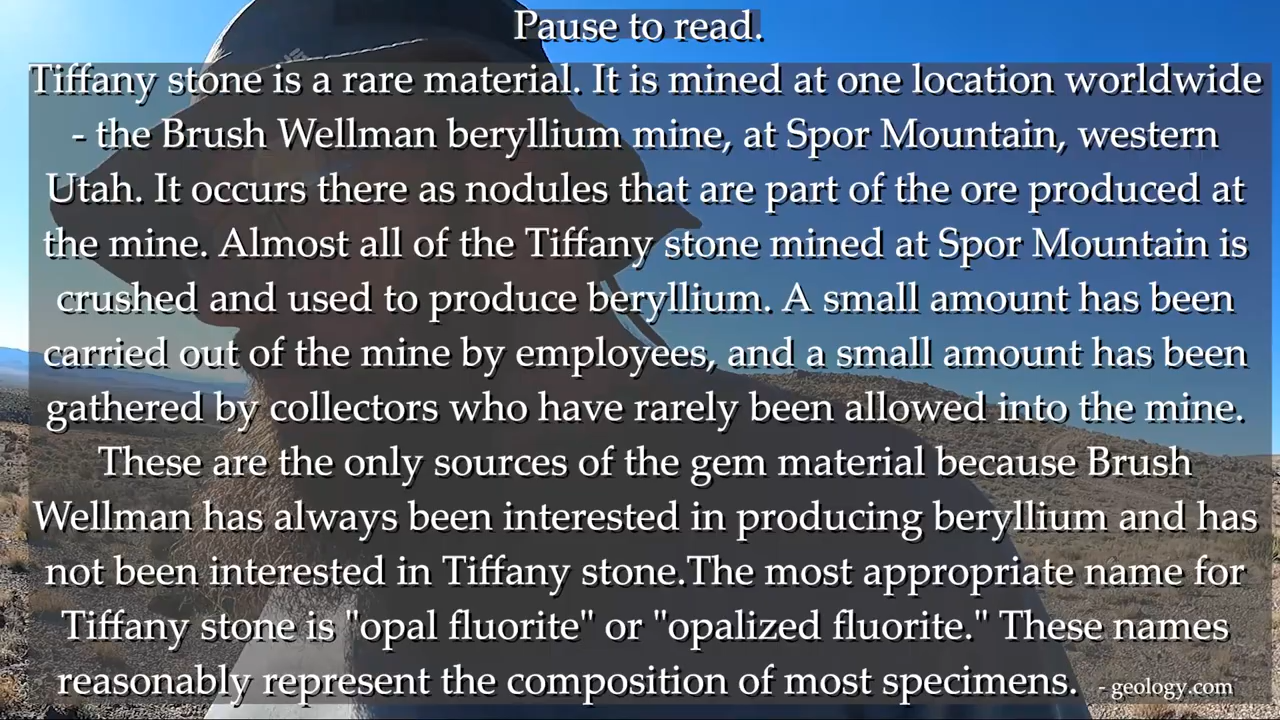 Pause to read.
Tiffany stone is a rare material. It is mined at one location worldwide
- the Brush Wellman beryllium mine, at Spor Mountain, western
Utah. It occurs there as nodules that are part of the ore produced at
the mine. Almost all of the Tiffany stone mined at Spor Mountain is
crushed and used to produce beryllium. A small amount has been
carried out of the mine by employees, and a small amount has been
gathered by collectors who have rarely been allowed into the mine.
These are the only sources of the gem material because Brush
Wellman has always been interested in producing beryllium and has
not been interested in Tiffany stone.The most appropriate name for
Tiffany stone is "opal fluorite" or "opalized fluorite." These names
reasonably represent the composition of most specimens. - geology.com